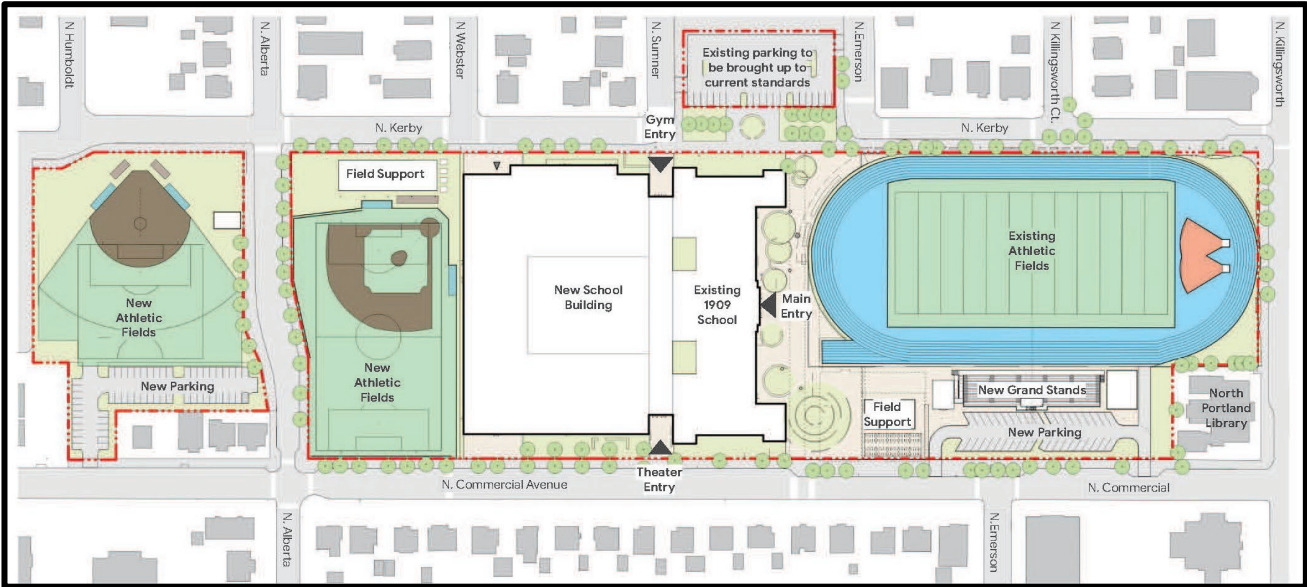 N Humboldt
N. Alberta
N Webster
N. Sumner
N.Emerson
N Killingsworth Ct.
N. Killingsworth
Existing parking to
be brought up to
current standards
N. Kerby
Gym
Entry
N. Kerby
Field Support
New
Athletic
Fields
New Parking
New
Athletic
Fields
New School
Building
Existing
1909
School
Main
Entry
Existing
Athletic
Fields
New Grand Stands
Field
Support
New Parking
North
Portland
Library
Theater
Entry
N. Commercial Avenue
N. Commercial
N. Alberta
N.Emerson